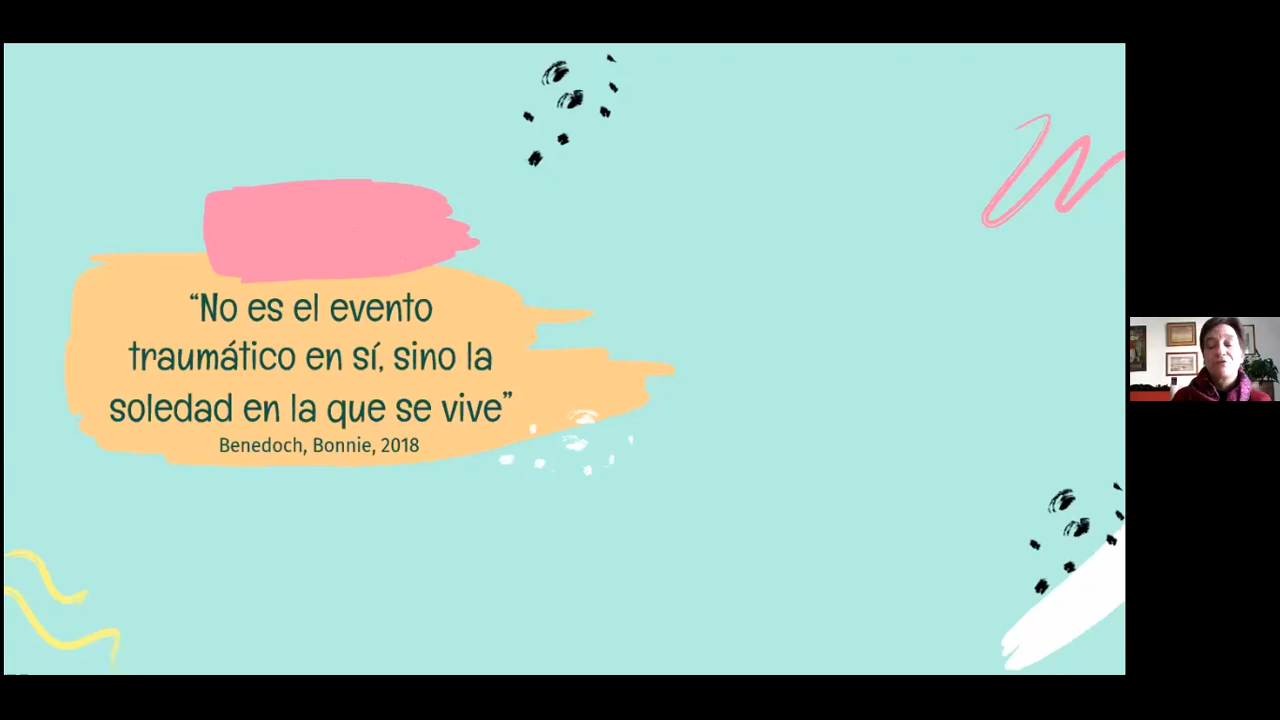 “No es el evento
traumático en sí, sino la
soledad en la que se vive”
Benedoch, Bonnie, 2018